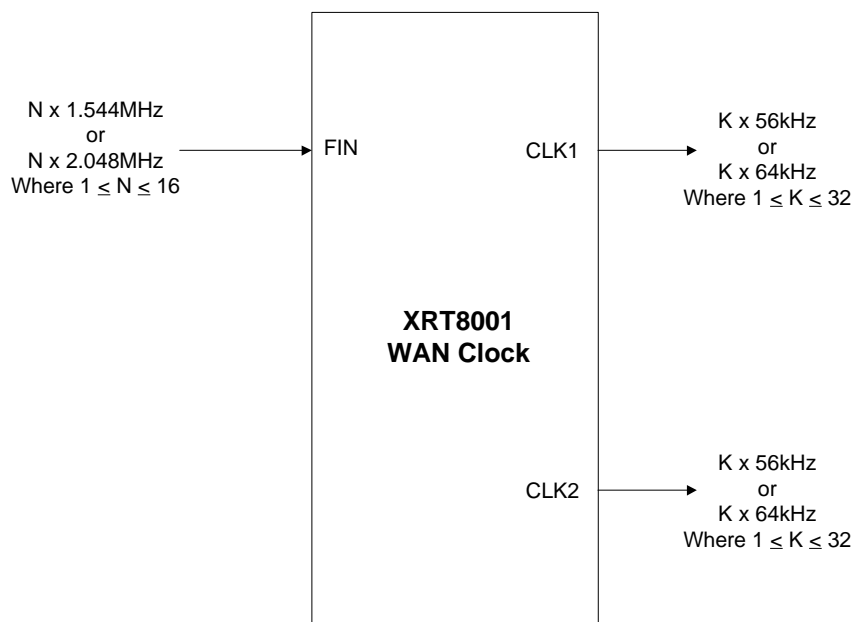 N x 1.544MHz
or
N x 2.048MHz
Where 1 ≤ N ≤ 16
FIN
CLK1
K x 56kHz
or
K x 64kHz
Where 1 ≤ K ≤ 32
XRT8001
WAN Clock
CLK2
K x 56kHz
or
K x 64kHz
Where 1 ≤ K ≤ 32